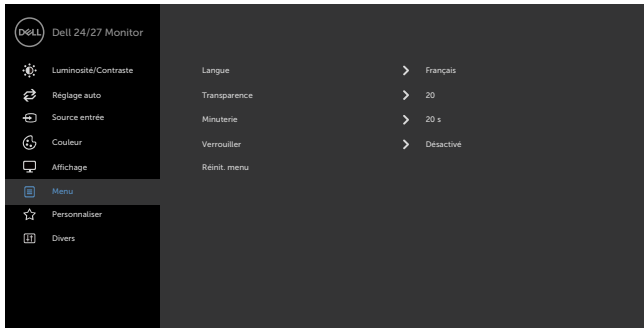 DELL Dell 24/27 Monitor
Luminosité/Contraste Langue Français
Réglage auto Transparence 20
Source entrée Minuterie 20 s
Couleur Verrouiller Désactivé
Affichage Réinit. menu
Menu
Personnaliser
Divers